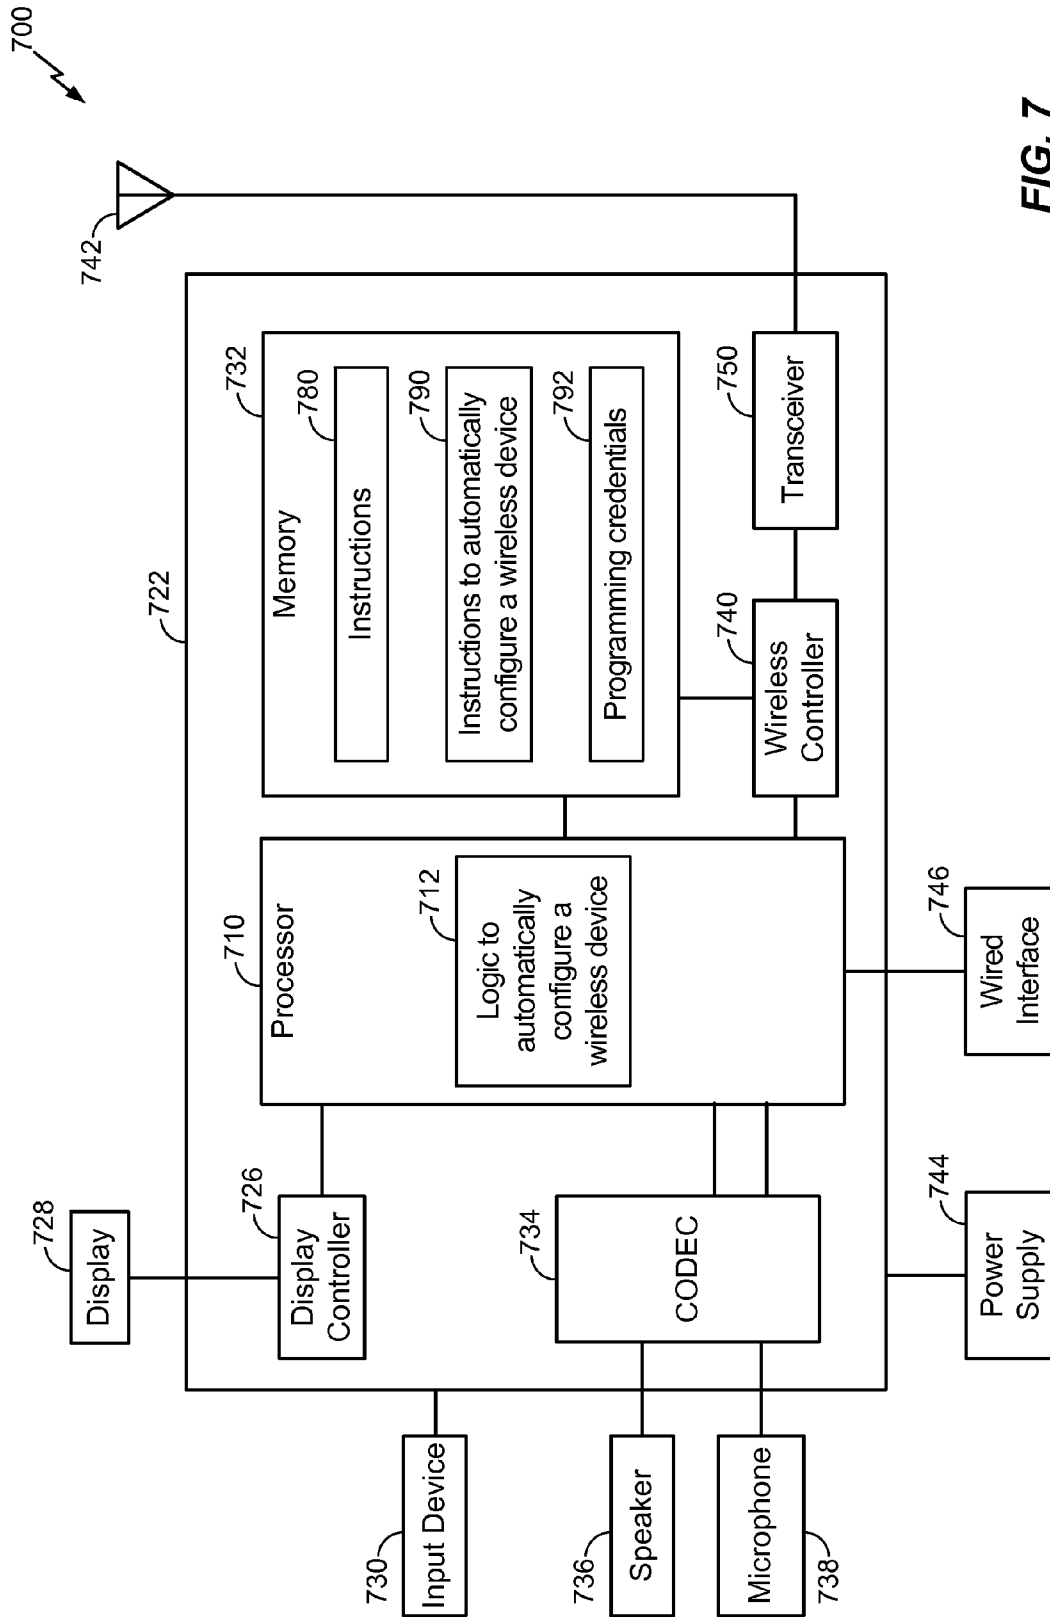 700
742
722
732
Memory
780
Instructions
790
Instructions to automatically
configure a wireless device
792
Programming credentials
750
Transceiver
740
Wireless
Controller
710
Processor
712
Logic to
automatically
configure a
wireless device
728
Display
726
Display
Controller
734
CODEC
730
Input Device
736
Speaker
738
Microphone
744
Power
Supply
746
Wired
Interface
FIG. 7